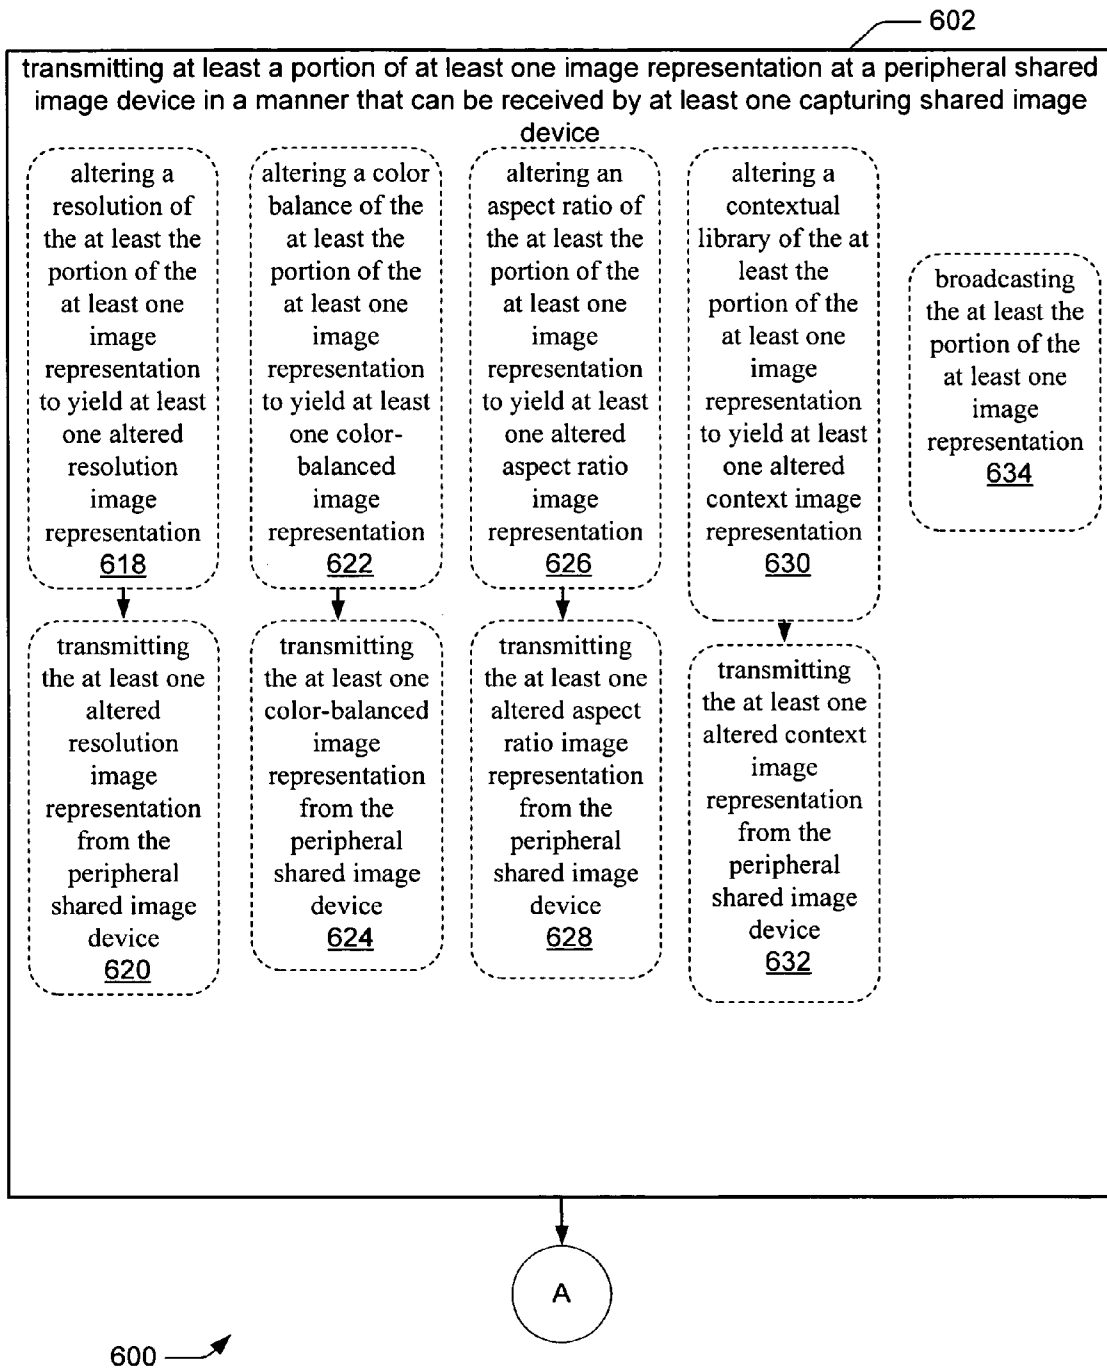 602
transmitting at least a portion of at least one image representation at a peripheral shared
image device in a manner that can be received by at least one capturing shared image
device
altering a
resolution of
the at least the
portion of the
at least one
image
representation
to yield at least
one altered
resolution
image
representation
618
transmitting
the at least one
altered
resolution
image
representation
from the
peripheral
shared image
device
620
altering a color
balance of the
at least the
portion of the
at least one
image
representation
to yield at least
one color-
balanced
image
representation
622
transmitting
the at least one
color-balanced
image
representation
from the
peripheral
shared image
device
624
altering an
aspect ratio of
the at least the
portion of the
at least one
image
representation
to yield at least
one altered
aspect ratio
image
representation
626
transmitting
the at least one
altered aspect
ratio image
representation
from the
peripheral
shared image
device
628
altering a
contextual
library of the at
least the
portion of the
at least one
image
representation
to yield at least
one altered
context image
representation
630
transmitting
the at least one
altered context
image
representation
from the
peripheral
shared image
device
632
broadcasting
the at least the
portion of the
at least one
image
representation
634
A
600